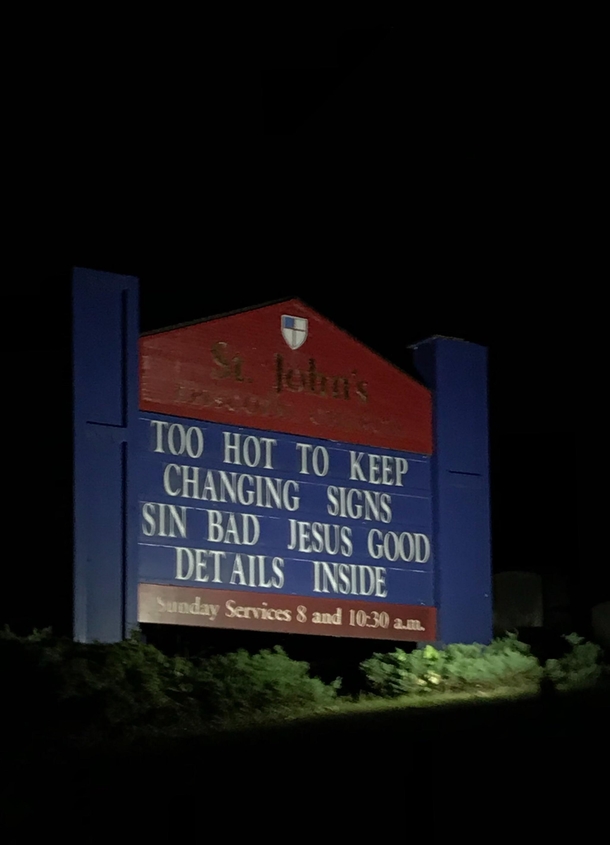 St. John's
TOO HOT TO KEEP
CHANGING SIGNS
SIN BAD JESUS GOOD
DETAILS INSIDE
Sunday Services 8 and 10:30 a.m.